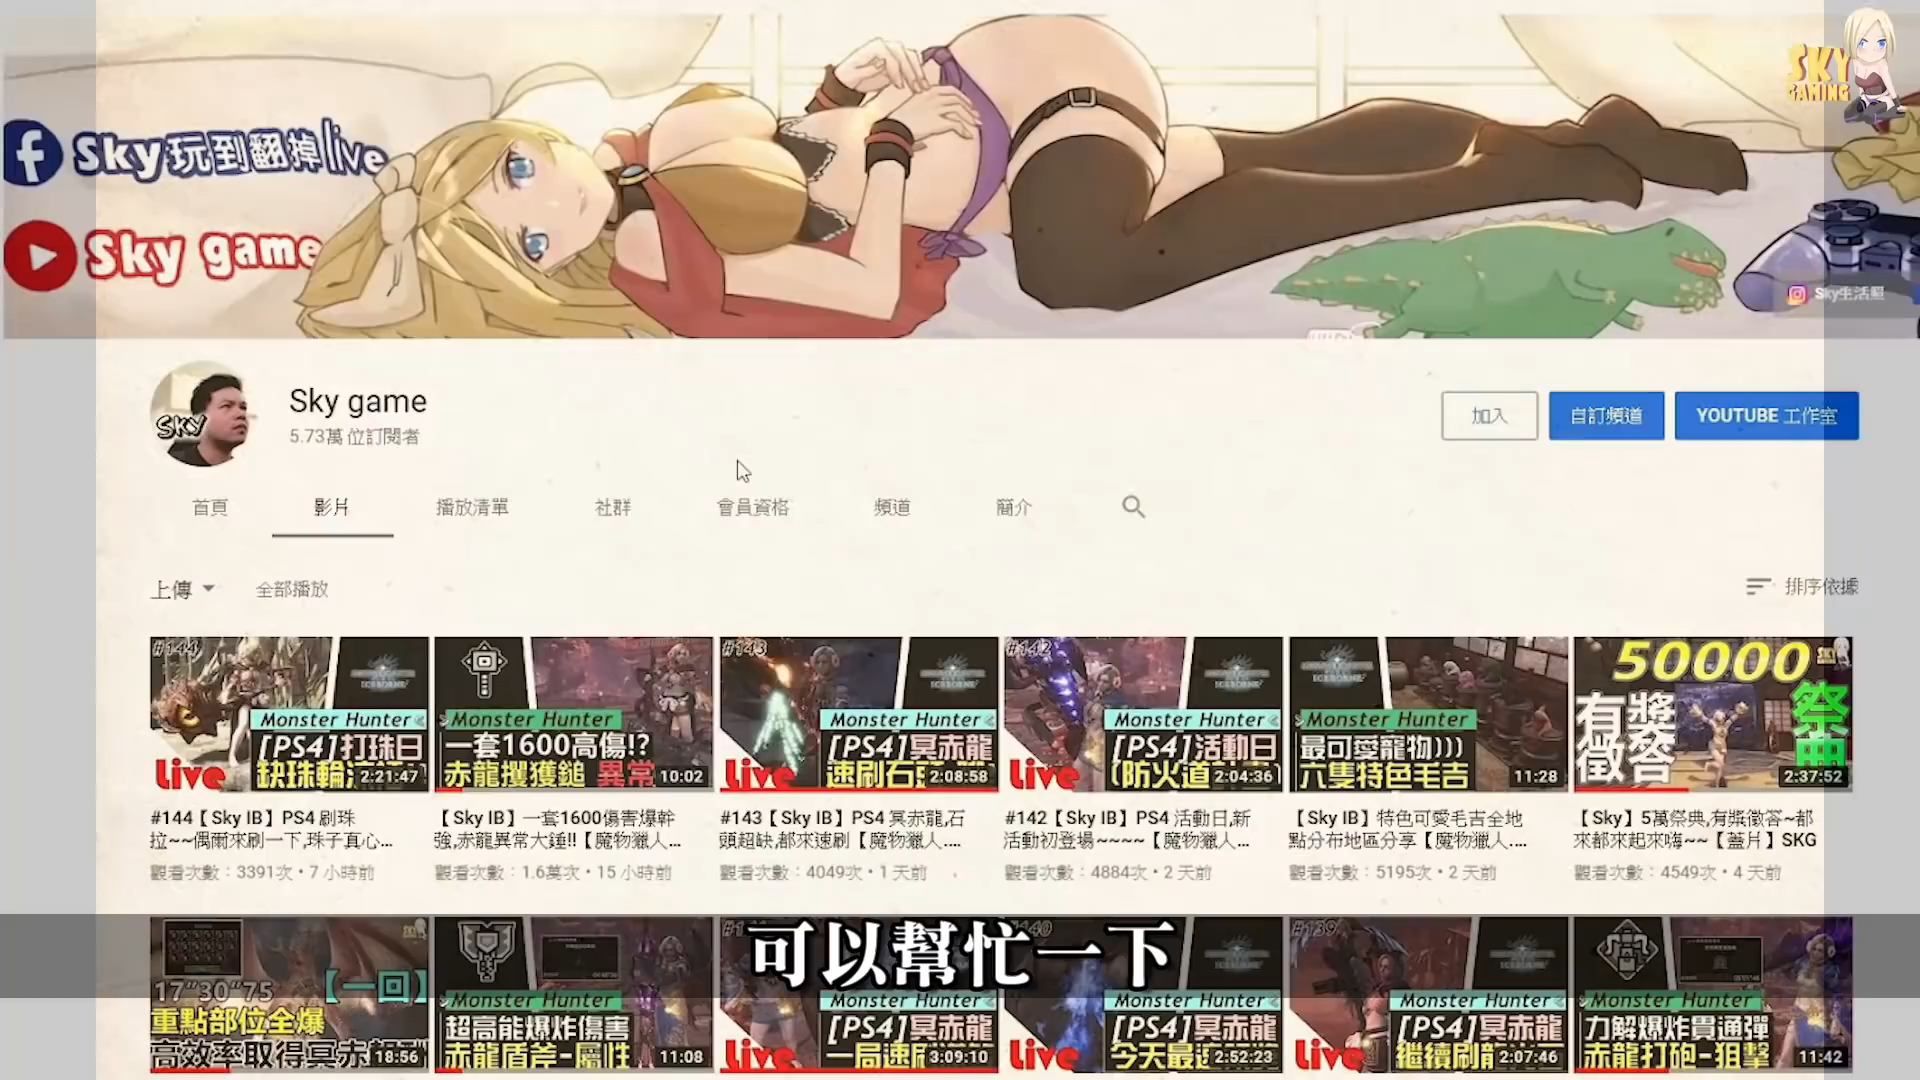 SKY
GAMING
Sky玩到翻掉live
Sky game
Sky生活照
SKY
Sky game
5.73萬 位訂閱者
加入
自訂頻道
YOUTUBE 工作室
首頁
影片
播放清單
社群
會員資格
頻道
簡介
上傳
全部播放
排序依據
#144
Monster Hunter
[PS4]打珠日
Live
2:21:47
Monster Hunter
一套1600高傷!?
赤龍攫獲鎚 異常
10:02
#143
Monster Hunter
[PS4]冥赤龍
Live
2:08:58
#142
Monster Hunter
[PS4]活動日
Live
(防火道
2:04:36
Monster Hunter
最可愛寵物)))
六隻特色毛吉
11:28
50000
有獎徵答
祭典
2:37:52
#144【Sky IB】PS4 刷珠
拉~~偶爾來刷一下,珠子真心...
觀看次數：3391次・7 小時前
【Sky IB】一套1600傷害爆幹
強,赤龍異常大錘!!【魔物獵人...
觀看次數：1.6萬次・15 小時前
#143【Sky IB】PS4 冥赤龍,石
頭超缺,都來速刷【魔物獵人....
觀看次數：4049次・1 天前
#142【Sky IB】PS4 活動日,新
活動初登場~~~~【魔物獵人...
觀看次數：4884次・2 天前
【Sky IB】特色可愛毛吉全地
點分布地區分享【魔物獵人....
觀看次數：5195次・2 天前
【Sky】5萬祭典,有獎徵答~都
來都來起來嗨~~【蓋片】SKG
觀看次數：4549次・4 天前
可以幫忙一下
17"30"75
【一回】
重點部位全爆
高效率取得冥赤
18:56
Monster Hunter
超高能爆炸傷害
赤龍盾斧-屬性
11:08
Monster Hunter
[PS4]冥赤龍
Live
一局速刷
3:09:10
#140
Monster Hunter
[PS4]冥赤龍
Live
今天最
2:52:23
#139
Monster Hunter
[PS4]冥赤龍
Live
繼續刷
2:07:46
Monster Hunter
力解爆炸貫通彈
赤龍打砲-狙擊
11:42